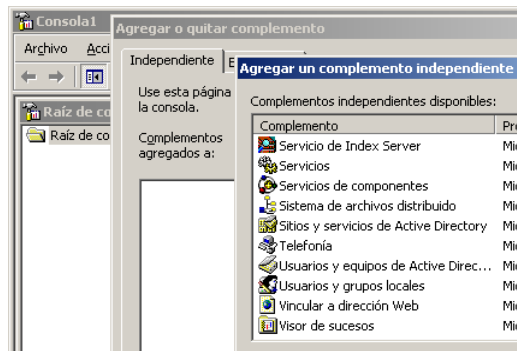 Consola1
Agregar o quitar complemento
Archivo Acci
Independiente
Agregar un complemento independiente
Raíz de co
Raíz de co
Use esta página
la consola.
Complementos
agregados a:
Complementos independientes disponibles:
Complemento
Servicio de Index Server
Servicios
Servicios de componentes
Sistema de archivos distribuido
Sitios y servicios de Active Directory
Telefonía
Usuarios y equipos de Active Direc...
Usuarios y grupos locales
Vincular a dirección Web
Visor de sucesos